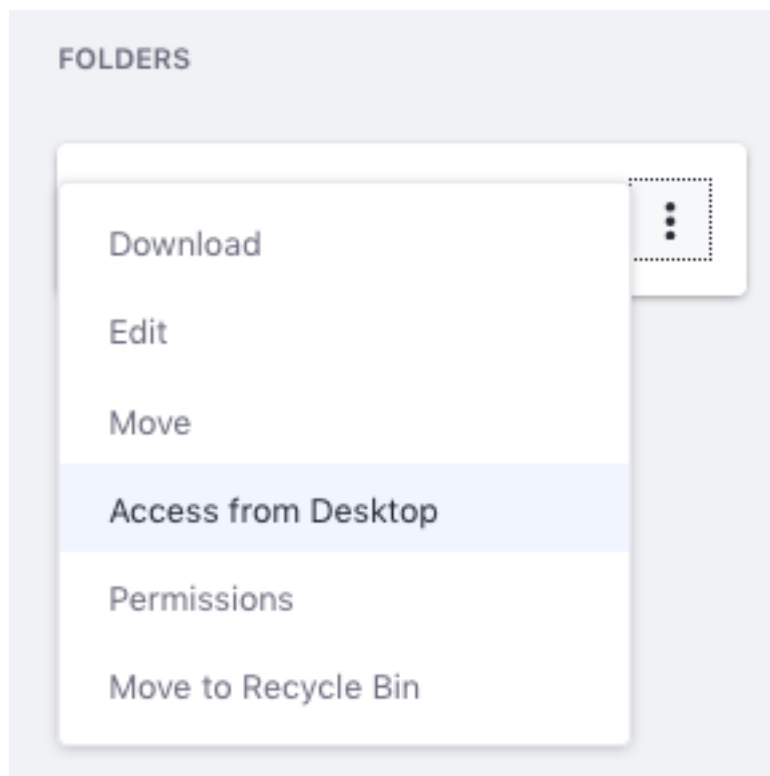 FOLDERS
Download
Edit
Move
Access from Desktop
Permissions
Move to Recycle Bin